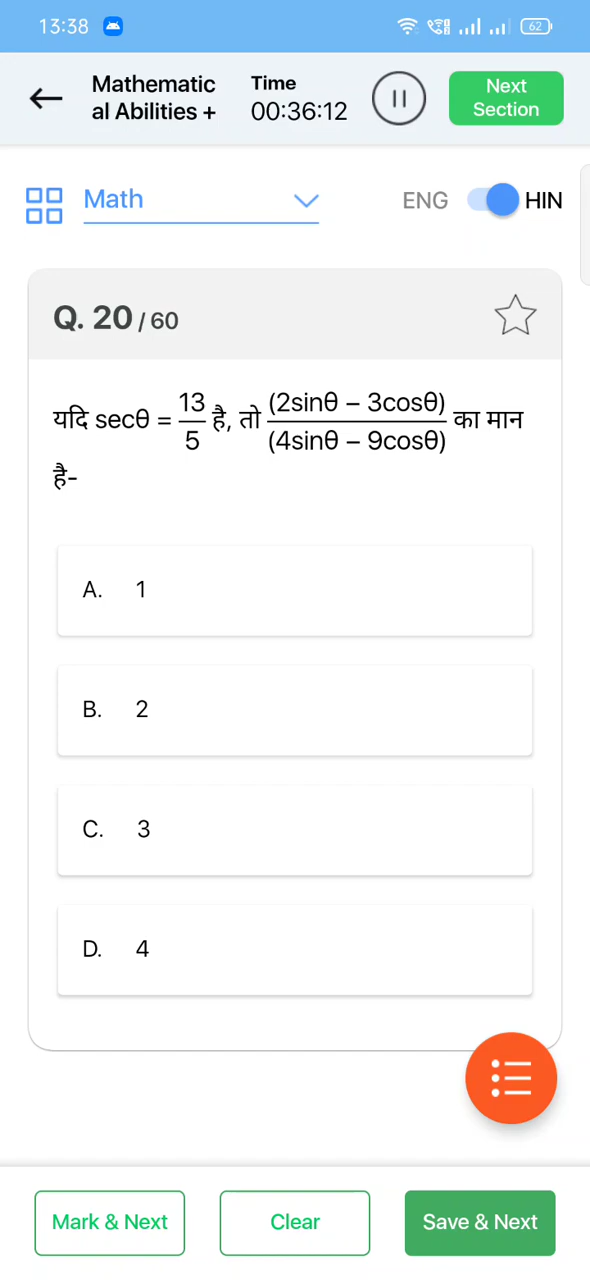 13:38
62
Mathematic
al Abilities +
Time
00:36:12
Next
Section
Math
ENG
HIN
Q. 20 / 60
यदि secθ = 13/5 है, तो (2sinθ – 3cosθ)/(4sinθ – 9cosθ) का मान
है-
A. 1
B. 2
C. 3
D. 4
Mark & Next
Clear
Save & Next